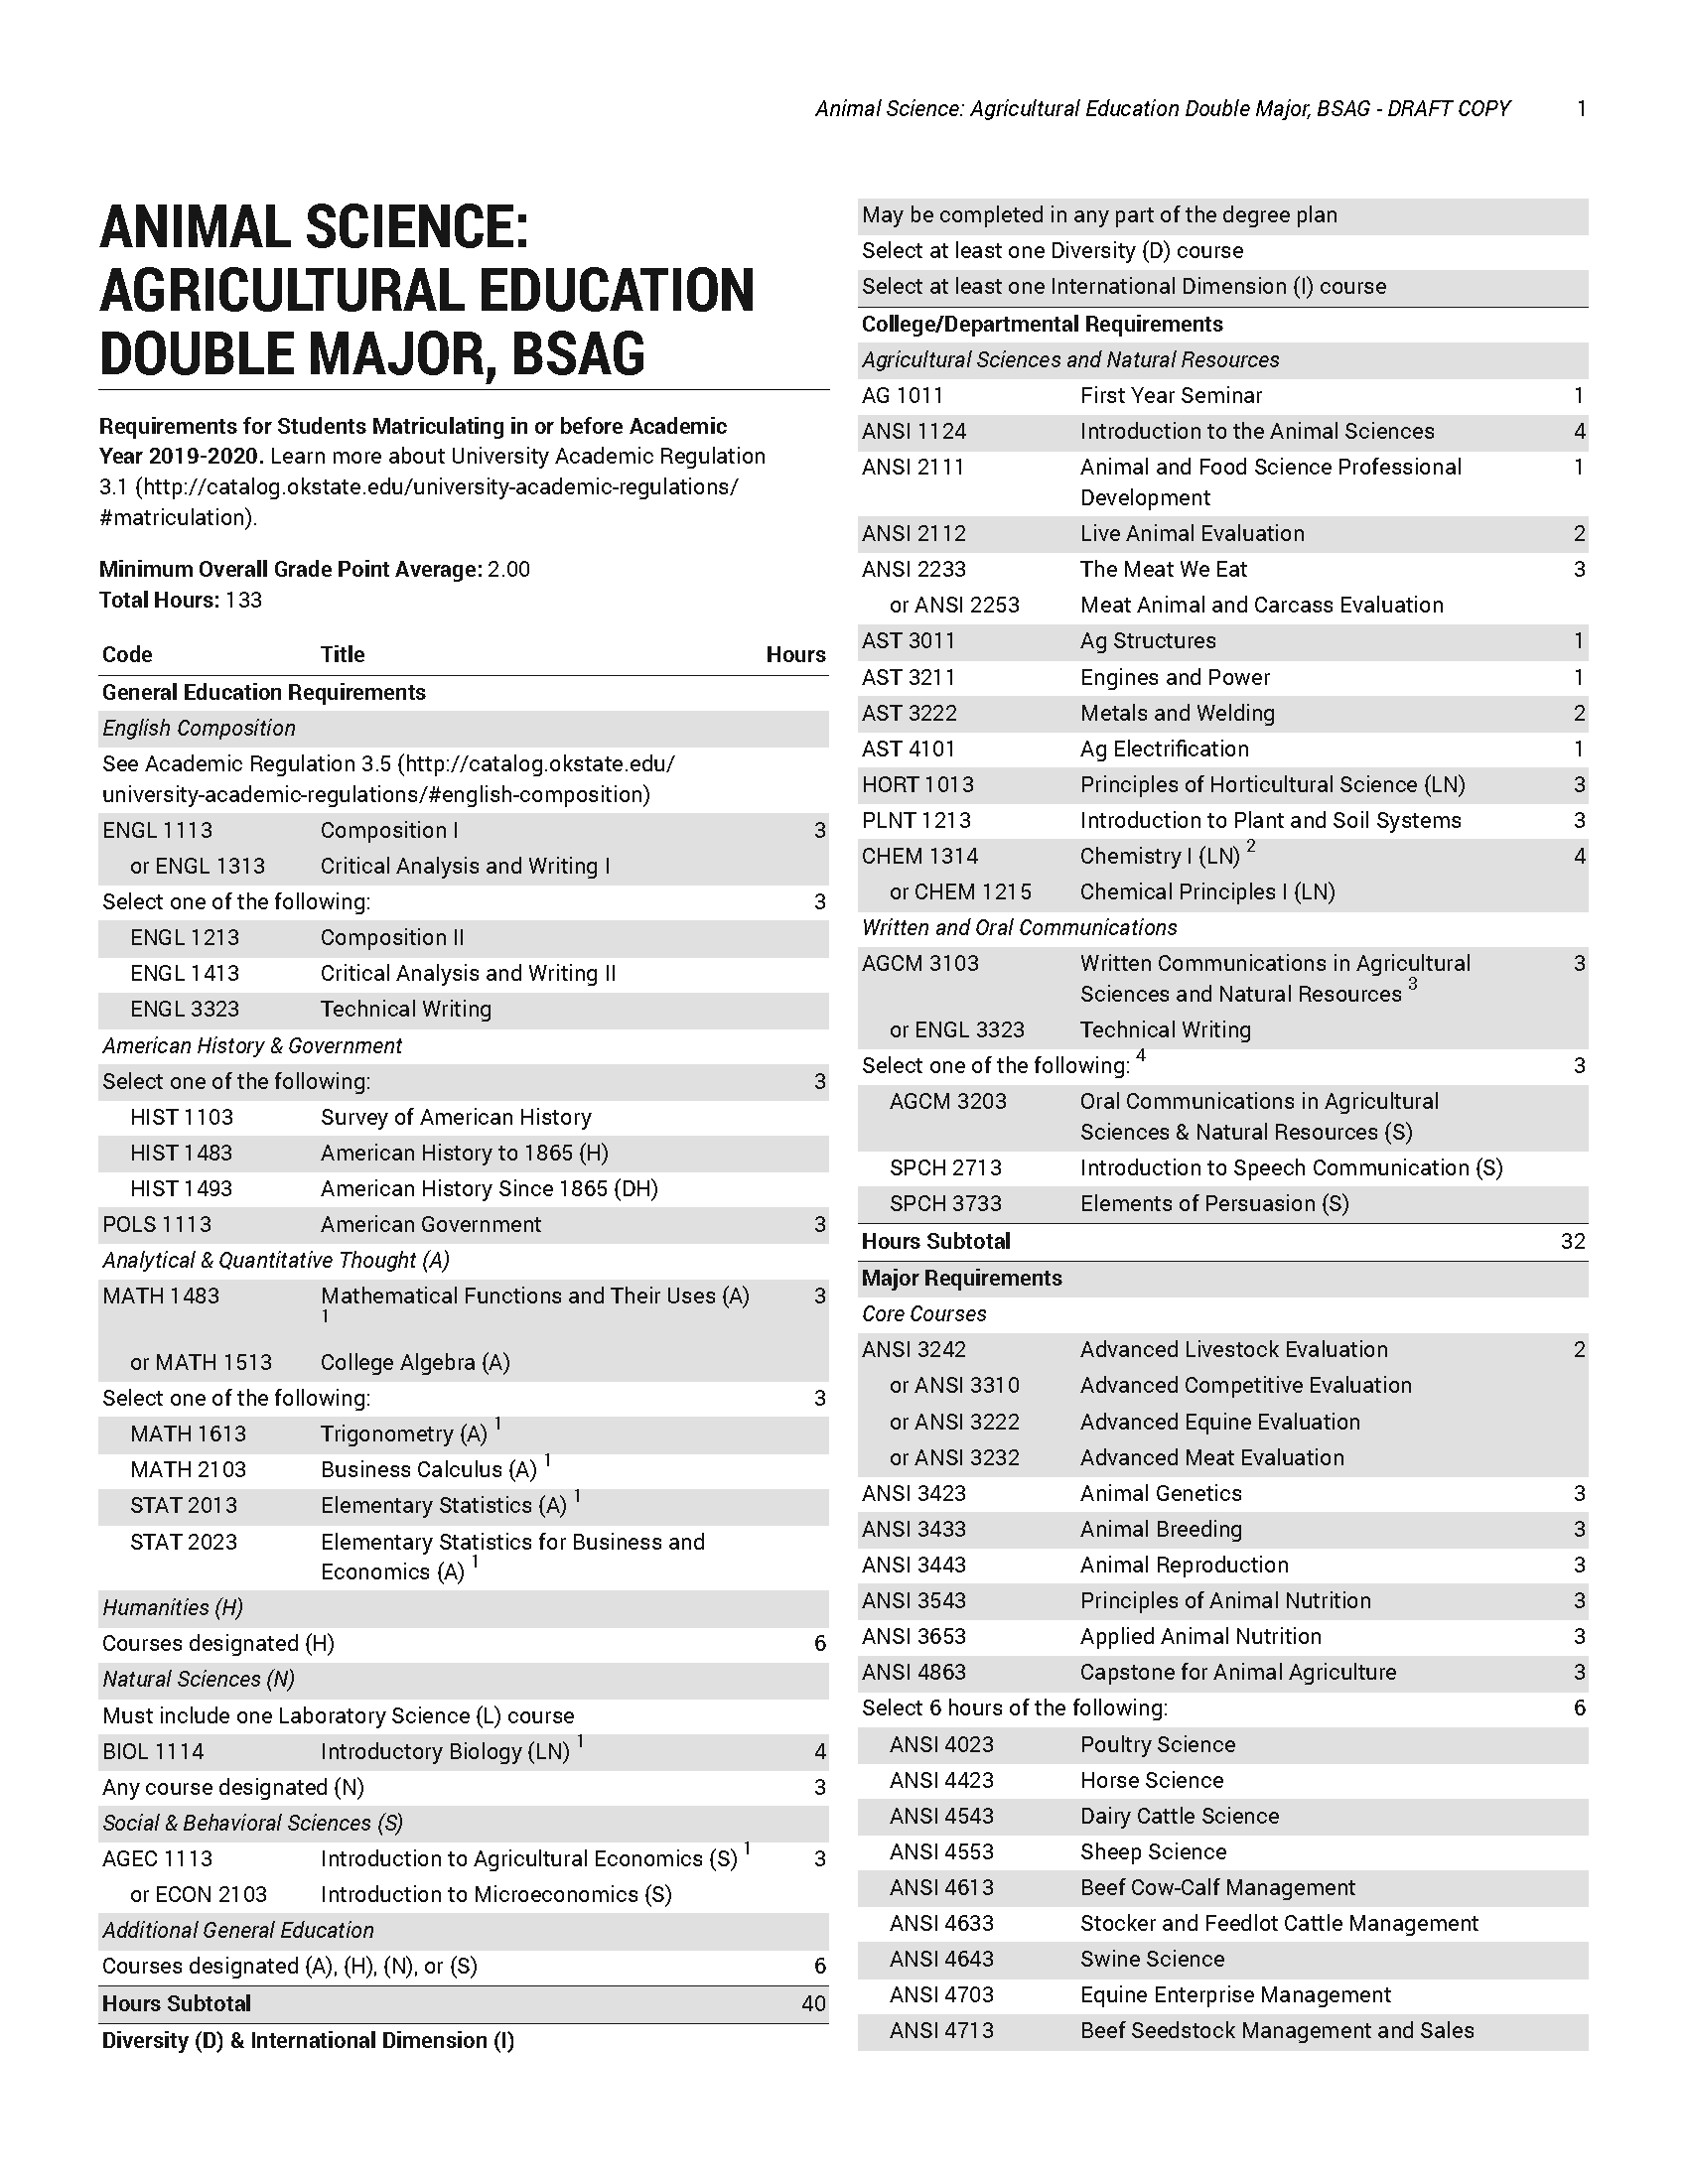 Animal Science: Agricultural Education Double Major, BSAG - DRAFT COPY 1
ANIMAL SCIENCE:
AGRICULTURAL EDUCATION
DOUBLE MAJOR, BSAG
Requirements for Students Matriculating in or before Academic
Year 2019-2020. Learn more about University Academic Regulation
3.1 (http://catalog.okstate.edu/university-academic-regulations/
#matriculation).
Minimum Overall Grade Point Average: 2.00
Total Hours: 133
Code Title Hours
General Education Requirements
English Composition
See Academic Regulation 3.5 (http://catalog.okstate.edu/
university-academic-regulations/#english-composition)
ENGL 1113 Composition I 3
or ENGL 1313 Critical Analysis and Writing I
Select one of the following: 3
ENGL 1213 Composition II
ENGL 1413 Critical Analysis and Writing II
ENGL 3323 Technical Writing
American History & Government
Select one of the following: 3
HIST 1103 Survey of American History
HIST 1483 American History to 1865 (H)
HIST 1493 American History Since 1865 (DH)
POLS 1113 American Government 3
Analytical & Quantitative Thought (A)
MATH 1483 Mathematical Functions and Their Uses (A) 3
1
or MATH 1513 College Algebra (A)
Select one of the following: 3
MATH 1613 Trigonometry (A) 1
MATH 2103 Business Calculus (A) 1
STAT 2013 Elementary Statistics (A) 1
STAT 2023 Elementary Statistics for Business and
Economics (A) 1
Humanities (H)
Courses designated (H) 6
Natural Sciences (N)
Must include one Laboratory Science (L) course
BIOL 1114 Introductory Biology (LN) 1 4
Any course designated (N) 3
Social & Behavioral Sciences (S)
AGEC 1113 Introduction to Agricultural Economics (S) 1 3
or ECON 2103 Introduction to Microeconomics (S)
Additional General Education
Courses designated (A), (H), (N), or (S) 6
Hours Subtotal 40
Diversity (D) & International Dimension (I)
May be completed in any part of the degree plan
Select at least one Diversity (D) course
Select at least one International Dimension (I) course
College/Departmental Requirements
Agricultural Sciences and Natural Resources
AG 1011 First Year Seminar 1
ANSI 1124 Introduction to the Animal Sciences 4
ANSI 2111 Animal and Food Science Professional 1
Development
ANSI 2112 Live Animal Evaluation 2
ANSI 2233 The Meat We Eat 3
or ANSI 2253 Meat Animal and Carcass Evaluation
AST 3011 Ag Structures 1
AST 3211 Engines and Power 1
AST 3222 Metals and Welding 2
AST 4101 Ag Electrification 1
HORT 1013 Principles of Horticultural Science (LN) 3
PLNT 1213 Introduction to Plant and Soil Systems 3
CHEM 1314 Chemistry I (LN) 2 4
or CHEM 1215 Chemical Principles I (LN)
Written and Oral Communications
AGCM 3103 Written Communications in Agricultural 3
Sciences and Natural Resources 3
or ENGL 3323 Technical Writing
Select one of the following: 4 3
AGCM 3203 Oral Communications in Agricultural
Sciences & Natural Resources (S)
SPCH 2713 Introduction to Speech Communication (S)
SPCH 3733 Elements of Persuasion (S)
Hours Subtotal 32
Major Requirements
Core Courses
ANSI 3242 Advanced Livestock Evaluation 2
or ANSI 3310 Advanced Competitive Evaluation
or ANSI 3222 Advanced Equine Evaluation
or ANSI 3232 Advanced Meat Evaluation
ANSI 3423 Animal Genetics 3
ANSI 3433 Animal Breeding 3
ANSI 3443 Animal Reproduction 3
ANSI 3543 Principles of Animal Nutrition 3
ANSI 3653 Applied Animal Nutrition 3
ANSI 4863 Capstone for Animal Agriculture 3
Select 6 hours of the following: 6
ANSI 4023 Poultry Science
ANSI 4423 Horse Science
ANSI 4543 Dairy Cattle Science
ANSI 4553 Sheep Science
ANSI 4613 Beef Cow-Calf Management
ANSI 4633 Stocker and Feedlot Cattle Management
ANSI 4643 Swine Science
ANSI 4703 Equine Enterprise Management
ANSI 4713 Beef Seedstock Management and Sales